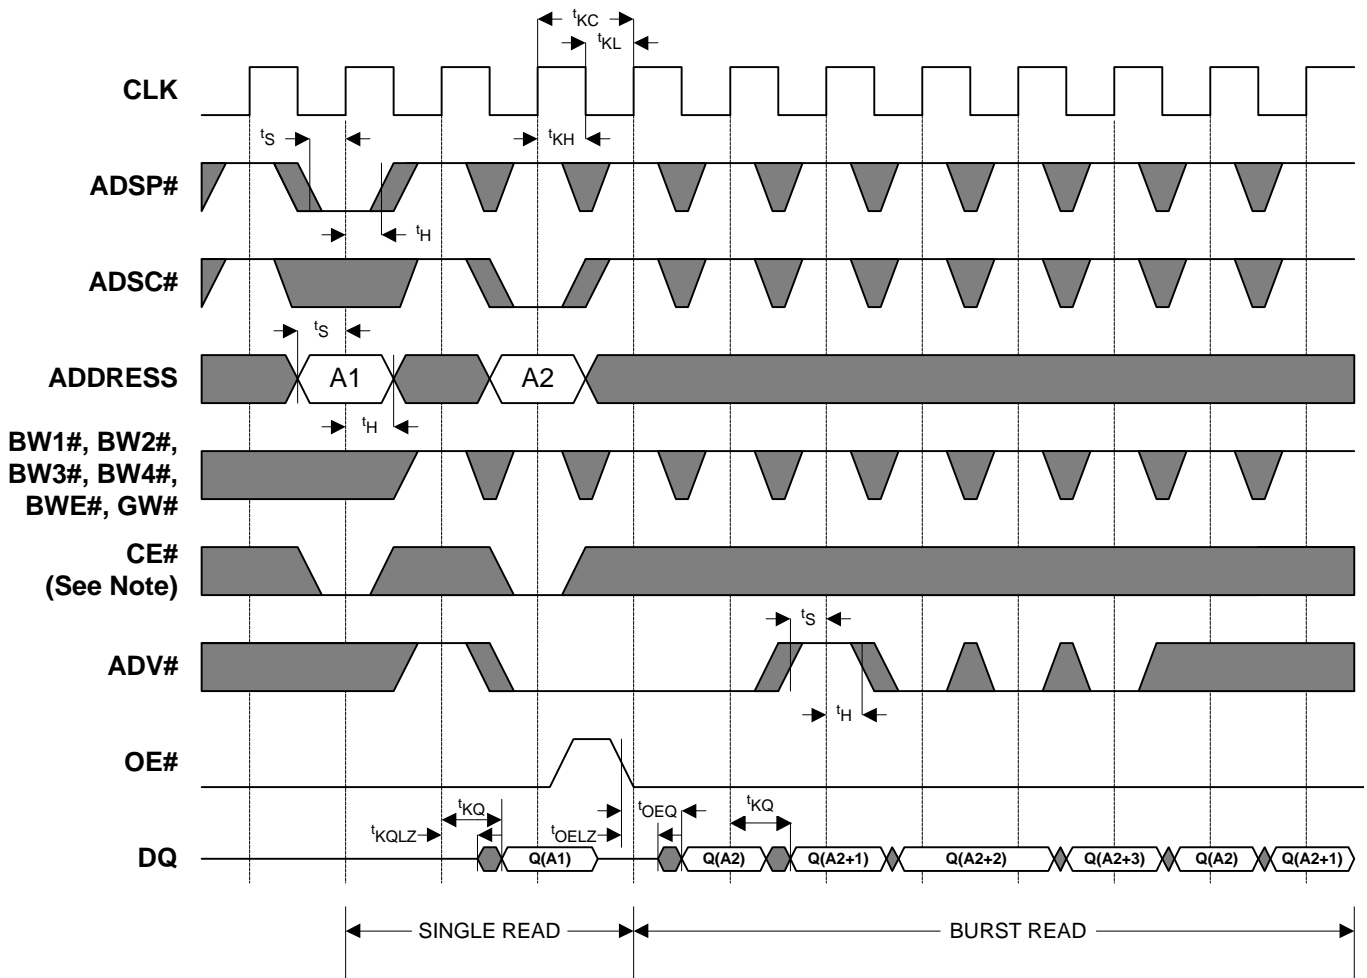 tKC
tKL
CLK
tS
tKH
ADSP#
tH
ADSC#
tS
ADDRESS
A1
A2
tH
BW1#, BW2#,
BW3#, BW4#,
BWE#, GW#
CE#
(See Note)
tS
ADV#
tH
OE#
tKQ
tOEQ
tKQ
tKQLZ
tOELZ
DQ
Q(A1)
Q(A2)
Q(A2+1)
Q(A2+2)
Q(A2+3)
Q(A2)
Q(A2+1)
SINGLE READ
BURST READ